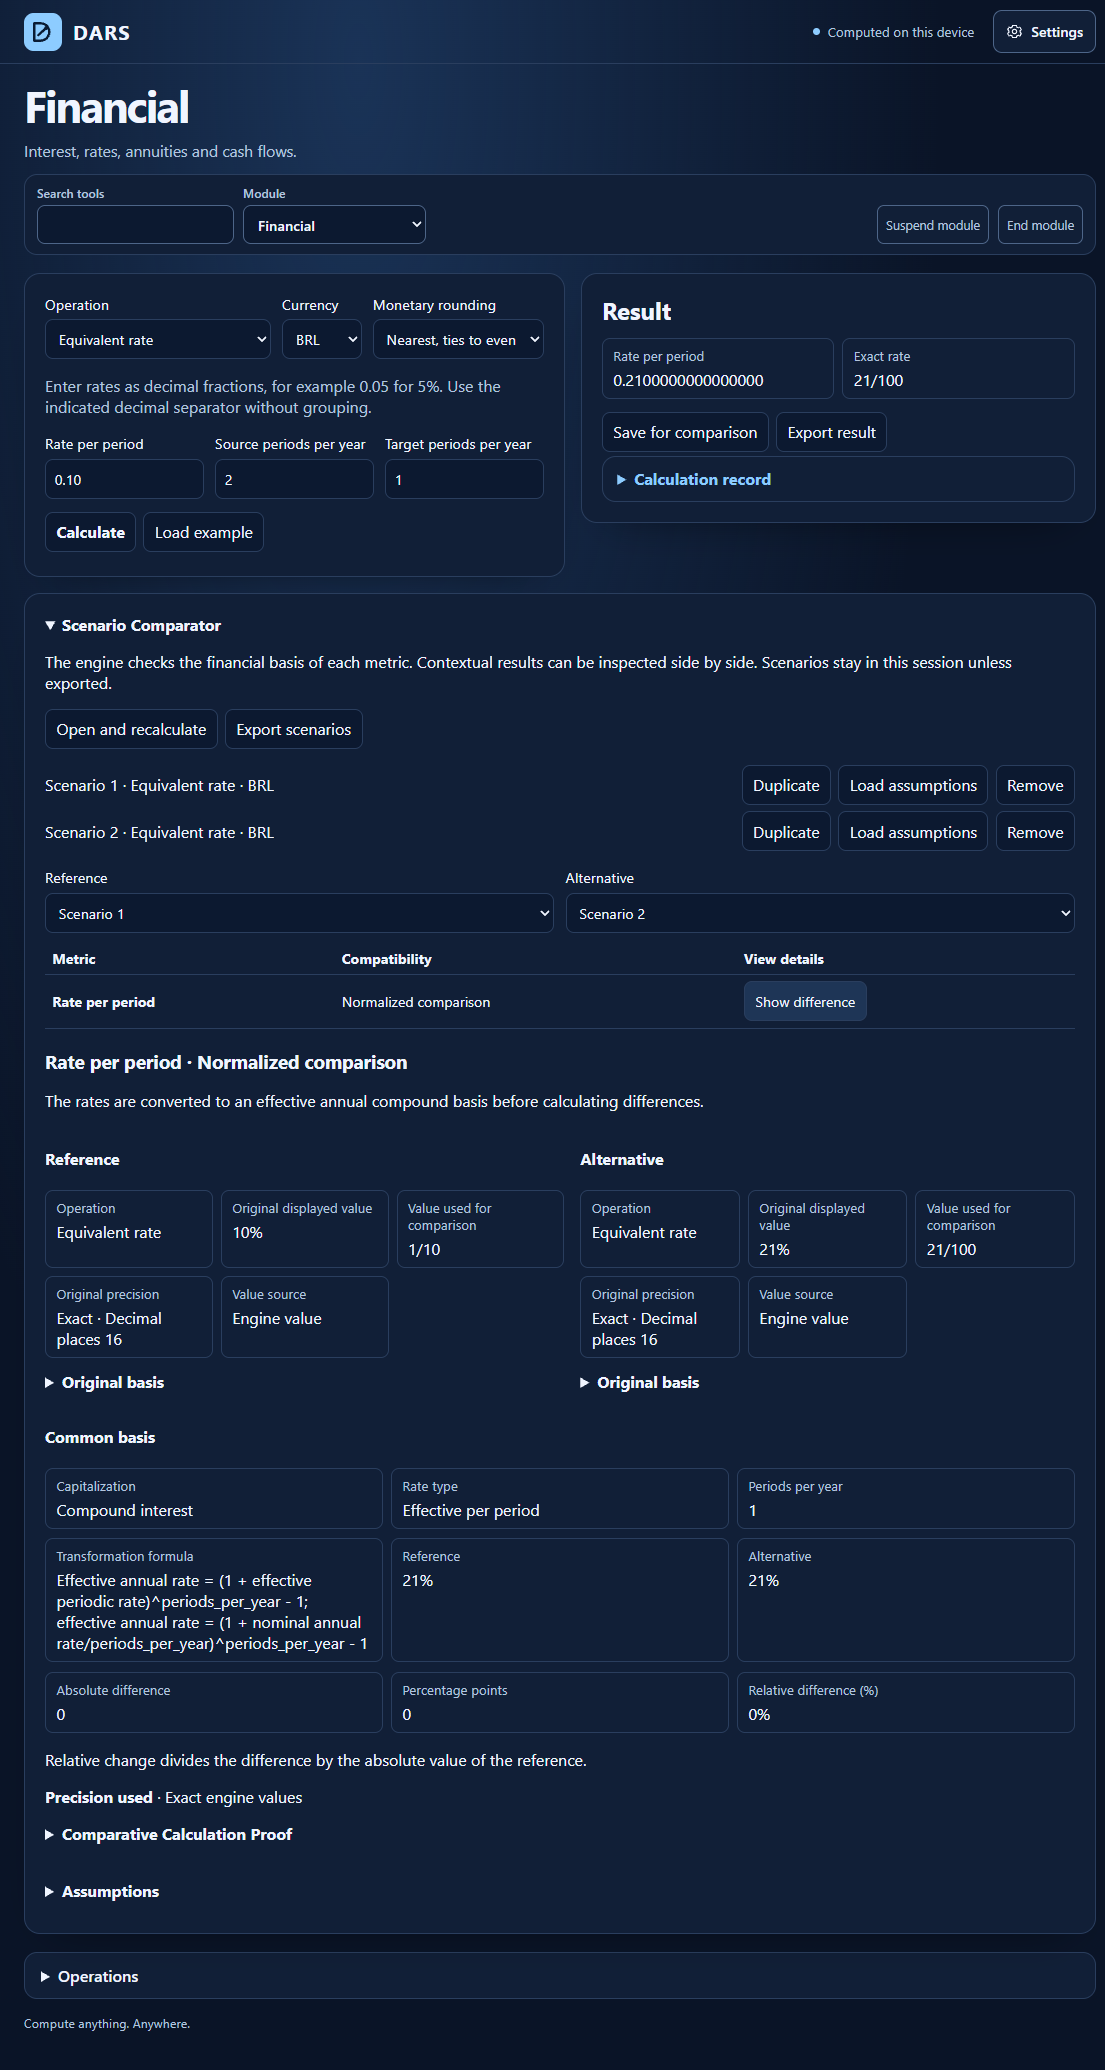 DARS
Computed on this device
Settings
Financial
Interest, rates, annuities and cash flows.
Search tools
Module
Financial
Suspend module
End module
Operation
Currency
Monetary rounding
Equivalent rate
BRL
Nearest, ties to even
Enter rates as decimal fractions, for example 0.05 for 5%. Use the
indicated decimal separator without grouping.
Rate per period
Source periods per year
Target periods per year
0.10
2
1
Calculate
Load example
Result
Rate per period
0.2100000000000000
Exact rate
21/100
Save for comparison
Export result
Calculation record
Scenario Comparator
The engine checks the financial basis of each metric. Contextual results can be inspected side by side. Scenarios stay in this session unless
exported.
Open and recalculate
Export scenarios
Scenario 1 · Equivalent rate · BRL
Duplicate
Load assumptions
Remove
Scenario 2 · Equivalent rate · BRL
Duplicate
Load assumptions
Remove
Reference
Alternative
Scenario 1
Scenario 2
Metric
Compatibility
View details
Rate per period
Normalized comparison
Show difference
Rate per period · Normalized comparison
The rates are converted to an effective annual compound basis before calculating differences.
Reference
Operation
Equivalent rate
Original displayed value
10%
Value used for
comparison
1/10
Original precision
Exact · Decimal
places 16
Value source
Engine value
Original basis
Alternative
Operation
Equivalent rate
Original displayed
value
21%
Value used for
comparison
21/100
Original precision
Exact · Decimal
places 16
Value source
Engine value
Original basis
Common basis
Capitalization
Compound interest
Rate type
Effective per period
Periods per year
1
Transformation formula
Effective annual rate = (1 + effective
periodic rate)^periods_per_year - 1;
effective annual rate = (1 + nominal annual
rate/periods_per_year)^periods_per_year - 1
Reference
21%
Alternative
21%
Absolute difference
0
Percentage points
0
Relative difference (%)
0%
Relative change divides the difference by the absolute value of the reference.
Precision used · Exact engine values
Comparative Calculation Proof
Assumptions
Operations
Compute anything. Anywhere.